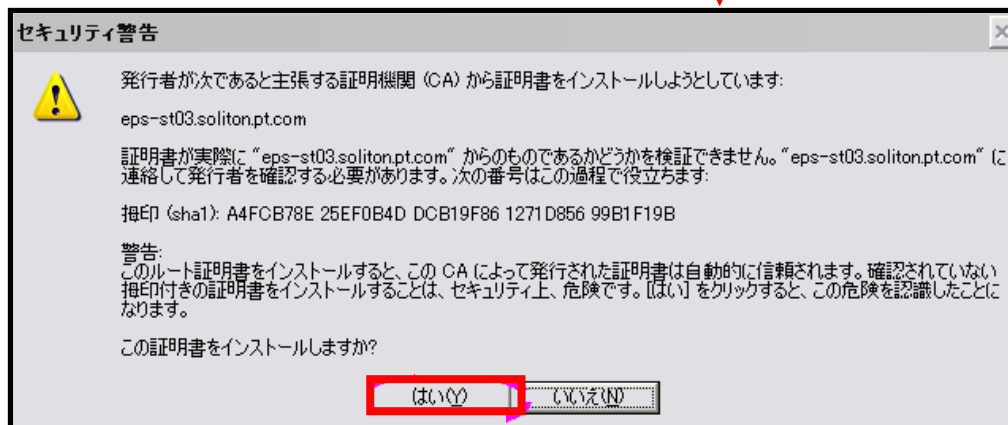 セキュリティ警告
発行者が次であると主張する証明機関 (CA) から証明書をインストールしようとしています:
eps-st03.soliton.pt.com
証明書が実際に "eps-st03.soliton.pt.com" からのものであるかどうかを検証できません。"eps-st03.soliton.pt.com" に
連絡して発行者を確認する必要があります。次の番号はこの過程で役立ちます:
拇印 (sha1): A4FCB78E 25EF0B4D DCB19F86 1271D856 99B1F19B
警告:
このルート証明書をインストールすると、この CA によって発行された証明書は自動的に信頼されます。確認されていない
拇印付きの証明書をインストールすることは、セキュリティ上、危険です。[はい] をクリックすると、この危険を認識したことに
なります。
この証明書をインストールしますか?
はい(Y) いいえ(N)